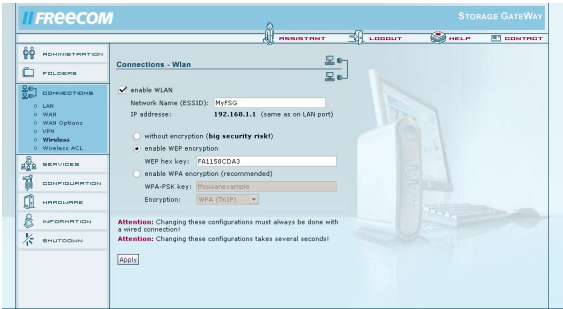 FREECOM
STORAGE GATEWAY
ASSISTANT
LOGOUT
HELP
CONTACT
ADMINISTRATION
FOLDERS
CONNECTIONS
LAN
WAN
WAN Options
VPN
Wireless
Wireless ACL
SERVICES
CONFIGURATION
HARDWARE
INFORMATION
SHUTDOWN
Connections - Wlan
enable WLAN
Network Name (ESSID): MyFSG
IP addresse: 192.168.1.1 (same as on LAN port)
without encryption (big security risk!)
enable WEP encryption
WEP hex key: FA1158CDA3
enable WPA encryption (recommended)
WPA-PSK key: thisisanexample
Encryption: WPA (TKIP)
Attention: Changing these configurations must always be done with
a wired connection!
Attention: Changing these configurations takes several seconds!
Apply